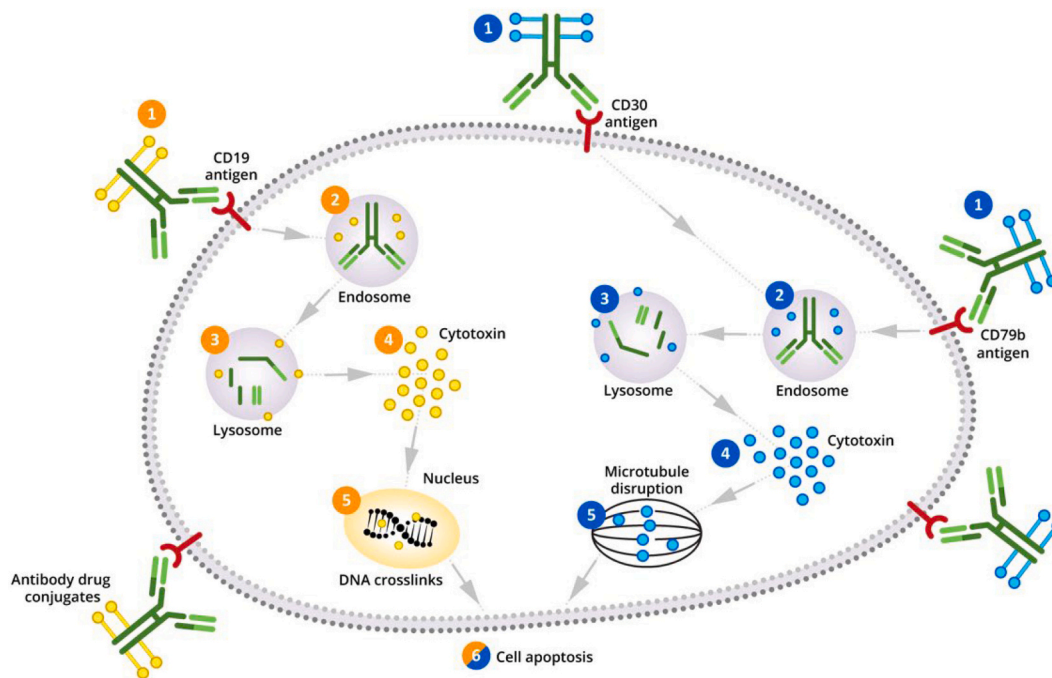 1
CD30
antigen
1
CD19
antigen
2
Endosome
1
CD79b
antigen
3
Lysosome
4
Cytotoxin
3
Lysosome
2
Endosome
4
Cytotoxin
Nucleus
5
DNA crosslinks
Microtubule
disruption
5
Antibody drug
conjugates
6
Cell apoptosis